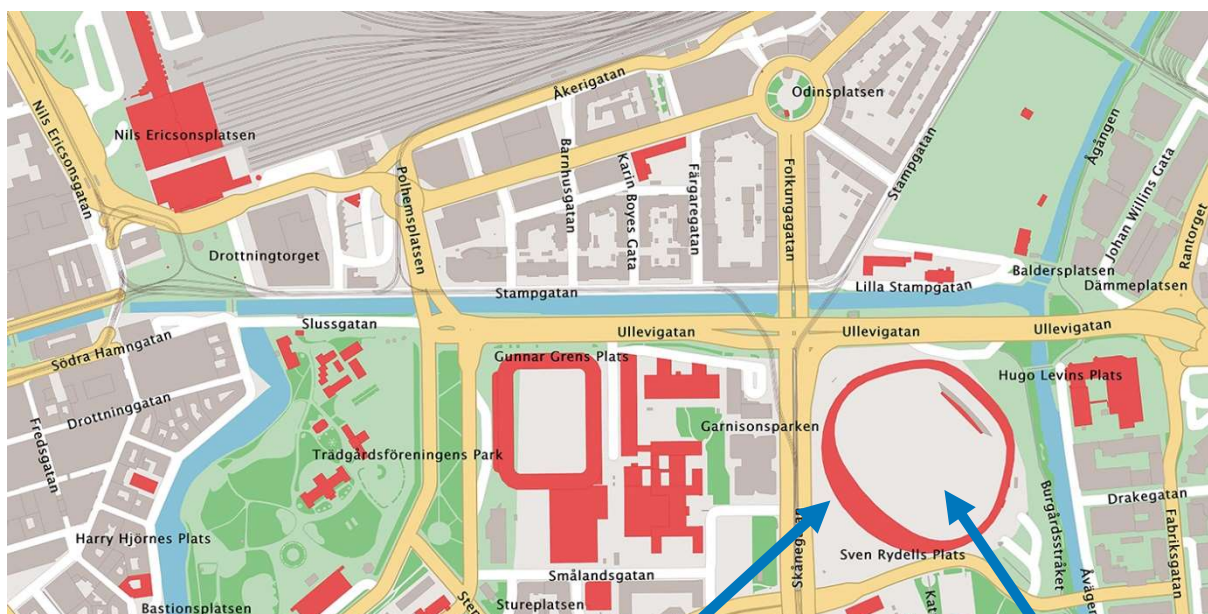 Nils Ericsonsgatan
Nils Ericsonsplatsen
Åkerigatan
Odinsplatsen
Polhemsplatsen
Barnhusgatan
Karin Boyes Gata
Färgaregatan
Folkungagatan
Stampgatan
Ågången
Johan Willins Gata
Rantorget
Drottningtorget
Stampgatan
Lilla Stampgatan
Baldersplatsen
Dämmeplatsen
Slussgatan
Ullevigatan
Ullevigatan
Ullevigatan
Södra Hamngatan
Gunnar Grens Plats
Hugo Levins Plats
Drottninggatan
Fredsgatan
Trädgårdsföreningens Park
Garnisonsparken
Burgårdsstråket
Drakegatan
Fabriksgatan
Harry Hjörnes Plats
Sven Rydells Plats
Smålandsgatan
Stureplatsen
Bastionsplatsen